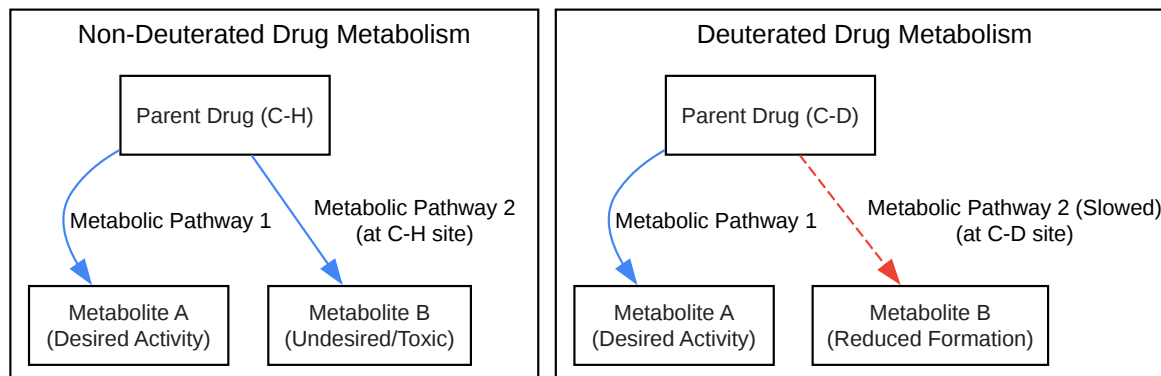 Non-Deuterated Drug Metabolism
Parent Drug (C-H)
Metabolic Pathway 1
Metabolic Pathway 2
(at C-H site)
Metabolite A
(Desired Activity)
Metabolite B
(Undesired/Toxic)
Deuterated Drug Metabolism
Parent Drug (C-D)
Metabolic Pathway 1
Metabolic Pathway 2 (Slowed)
(at C-D site)
Metabolite A
(Desired Activity)
Metabolite B
(Reduced Formation)